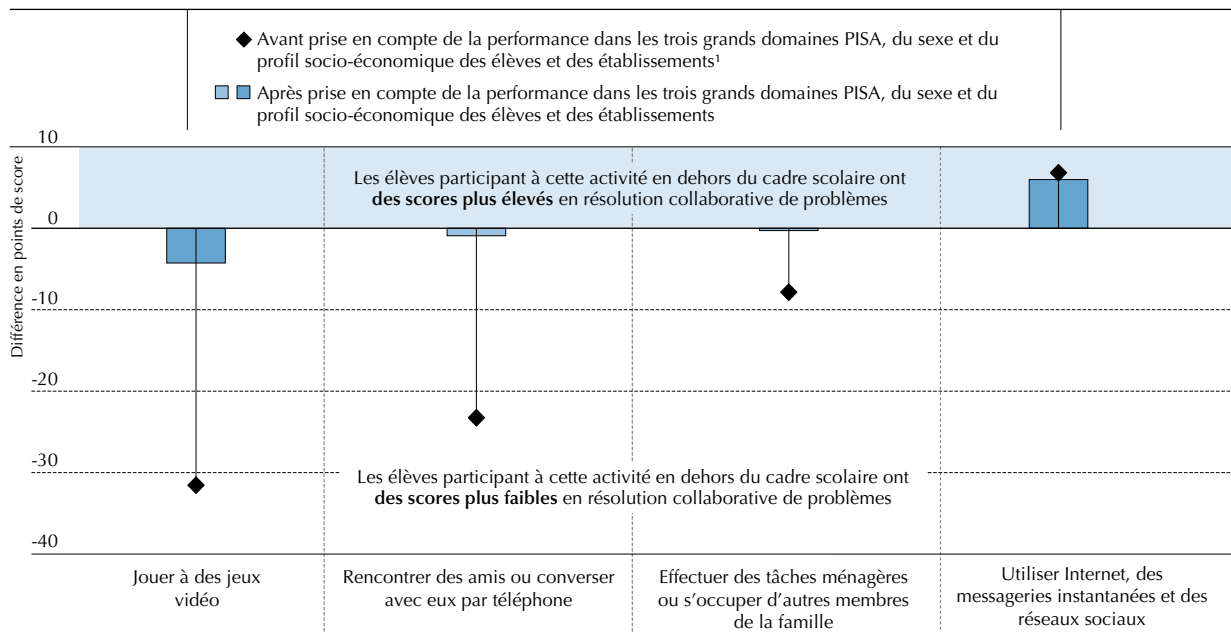 Avant prise en compte de la performance dans les trois grands domaines PISA, du sexe et du
profil socio-économique des élèves et des établissements¹
Après prise en compte de la performance dans les trois grands domaines PISA, du sexe et du
profil socio-économique des élèves et des établissements
Différence en points de score
10
0
-10
-20
-30
-40
Les élèves participant à cette activité en dehors du cadre scolaire ont
des scores plus élevés en résolution collaborative de problèmes
Les élèves participant à cette activité en dehors du cadre scolaire ont
des scores plus faibles en résolution collaborative de problèmes
Jouer à des jeux
vidéo
Rencontrer des amis ou converser
avec eux par téléphone
Effectuer des tâches ménagères
ou s'occuper d'autres membres
de la famille
Utiliser Internet, des
messageries instantanées et des
réseaux sociaux